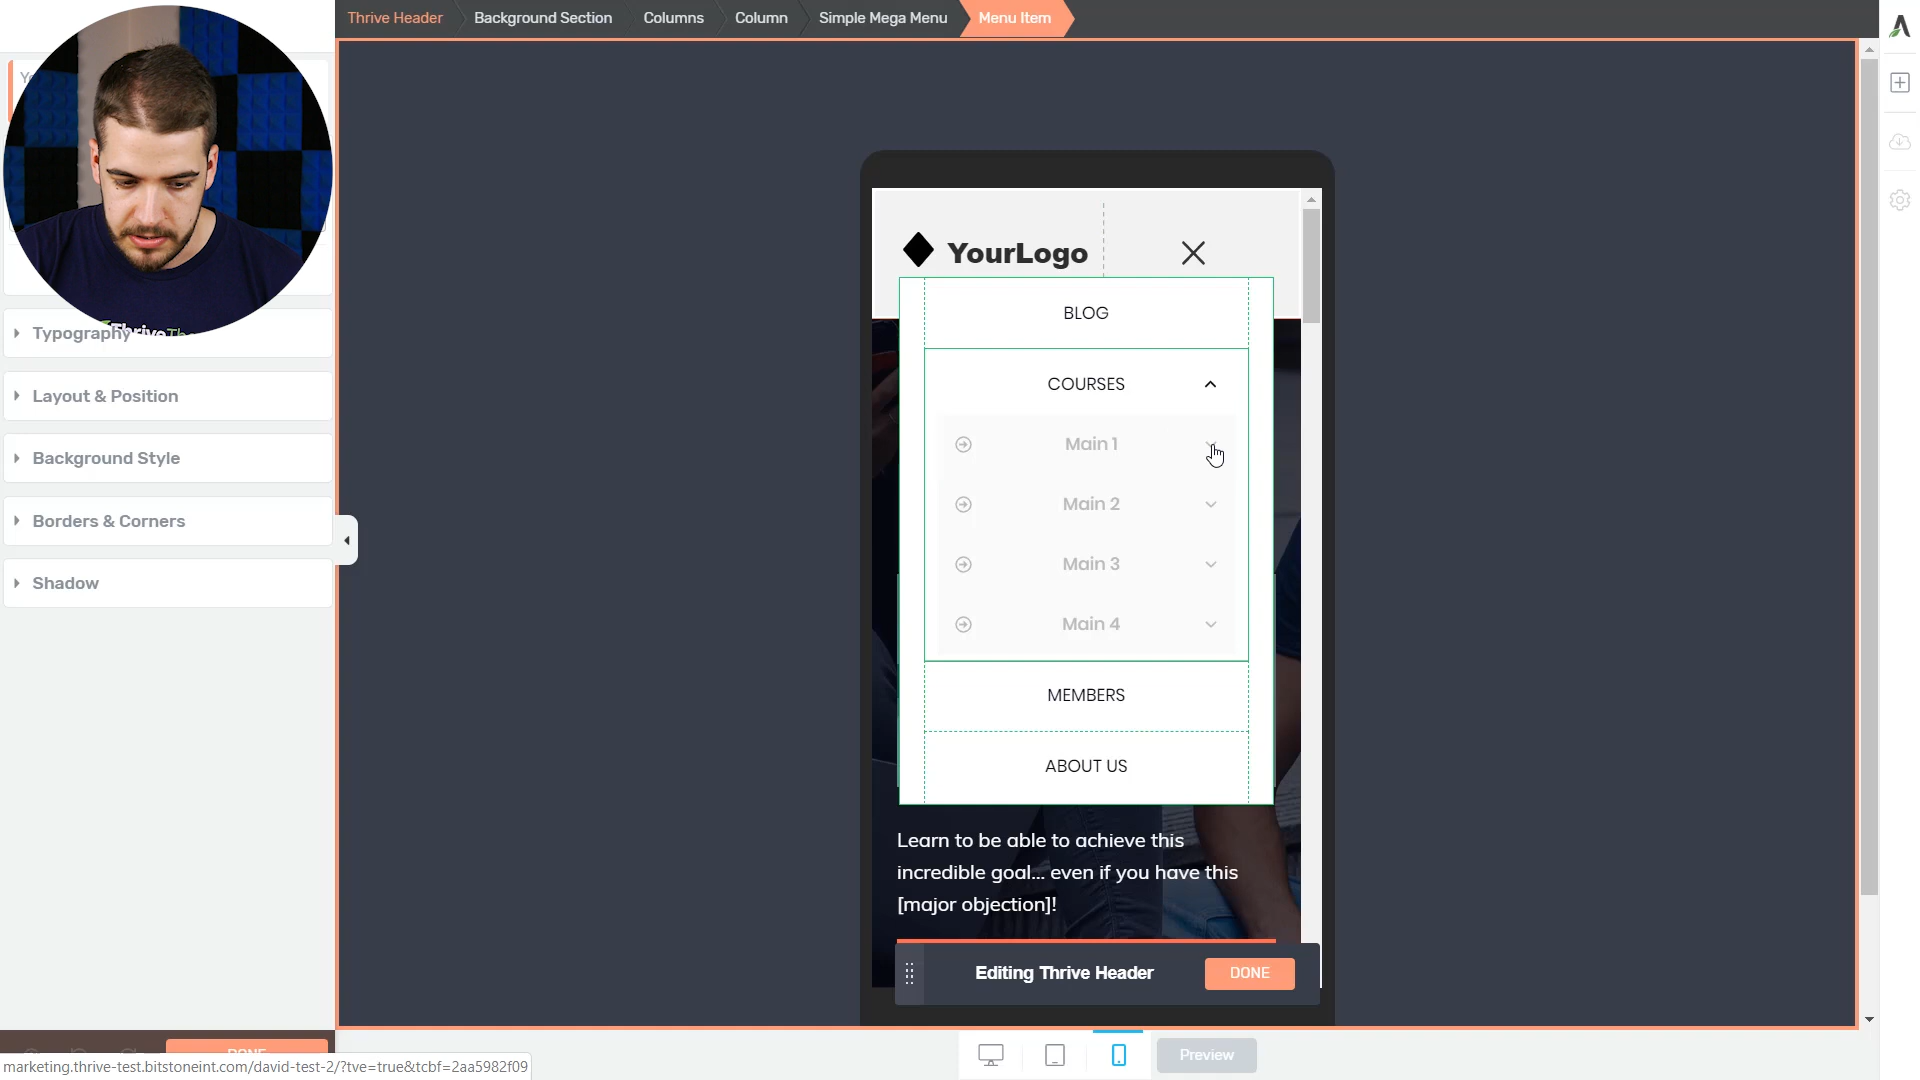 Thrive Header
Background Section
Columns
Column
Simple Mega Menu
Menu Item
Typography
Layout & Position
Background Style
Borders & Corners
Shadow
YourLogo
BLOG
COURSES
Main 1
Main 2
Main 3
Main 4
MEMBERS
ABOUT US
Learn to be able to achieve this
incredible goal... even if you have this
[major objection]!
Editing Thrive Header
DONE
DONE
marketing.thrive-test.bitstoneint.com/david-test-2/?tve=true&tcbf=2aa5982f09
Preview